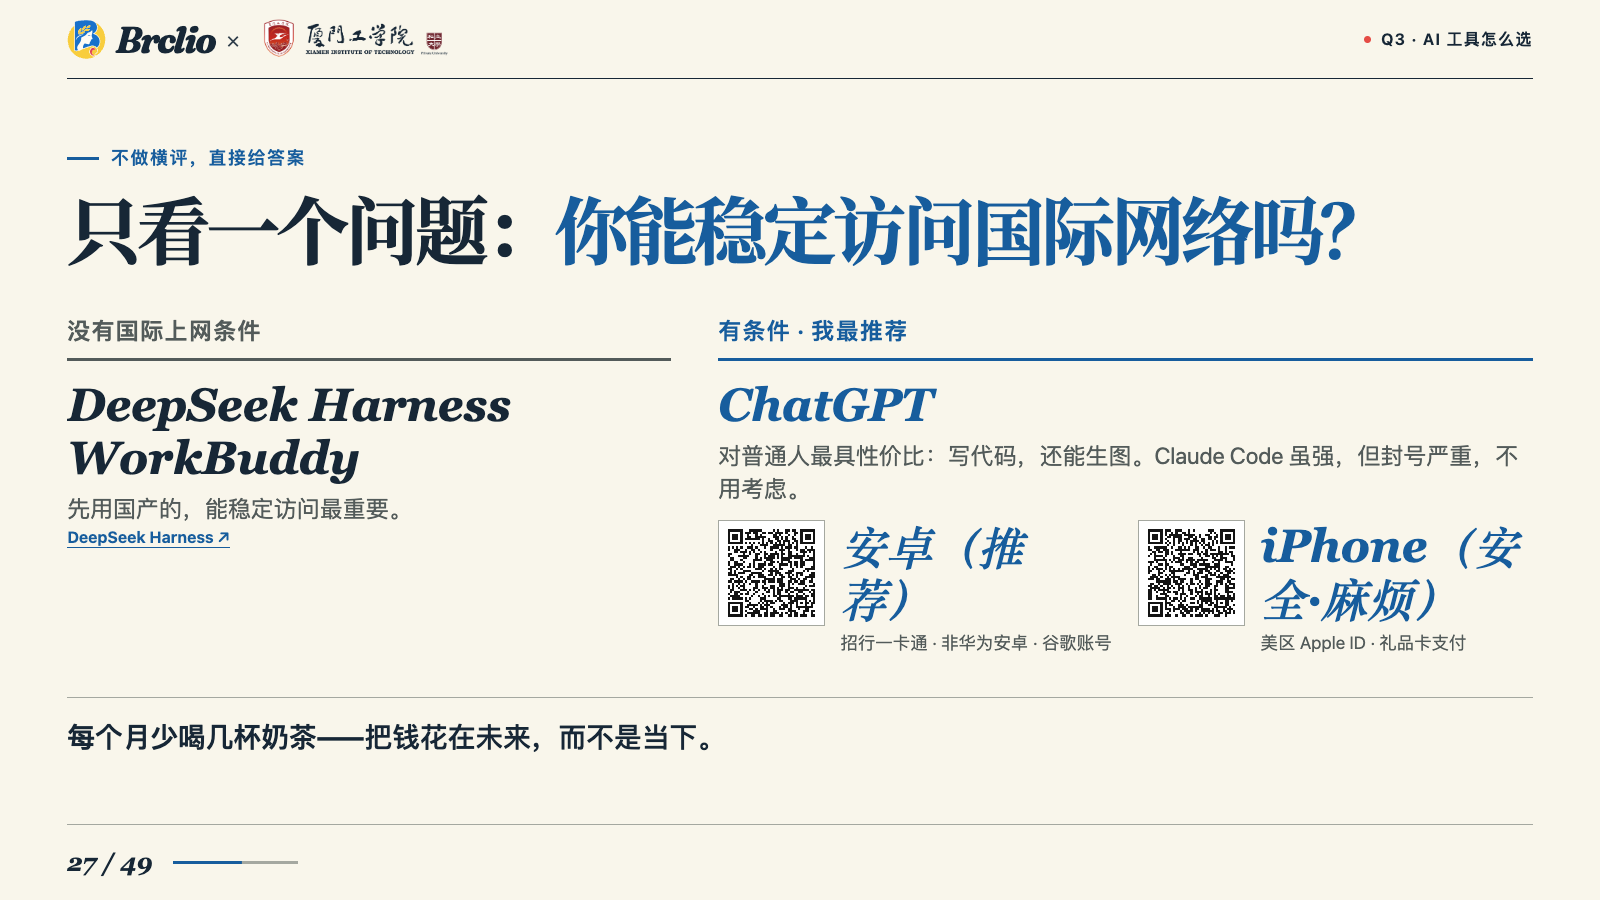 Brclio ×
厦门工学院
XIAMEN INSTITUTE OF TECHNOLOGY
Q3 · AI 工具怎么选
不做横评，直接给答案
只看一个问题：你能稳定访问国际网络吗？
没有国际上网条件
DeepSeek Harness
WorkBuddy
先用国产的，能稳定访问最重要。
DeepSeek Harness ↗
有条件 · 我最推荐
ChatGPT
对普通人最具性价比：写代码，还能生图。Claude Code 虽强，但封号严重，不
用考虑。
安卓（推
荐）
招行一卡通 · 非华为安卓 · 谷歌账号
iPhone（安
全·麻烦）
美区 Apple ID · 礼品卡支付
每个月少喝几杯奶茶——把钱花在未来，而不是当下。
27 / 49